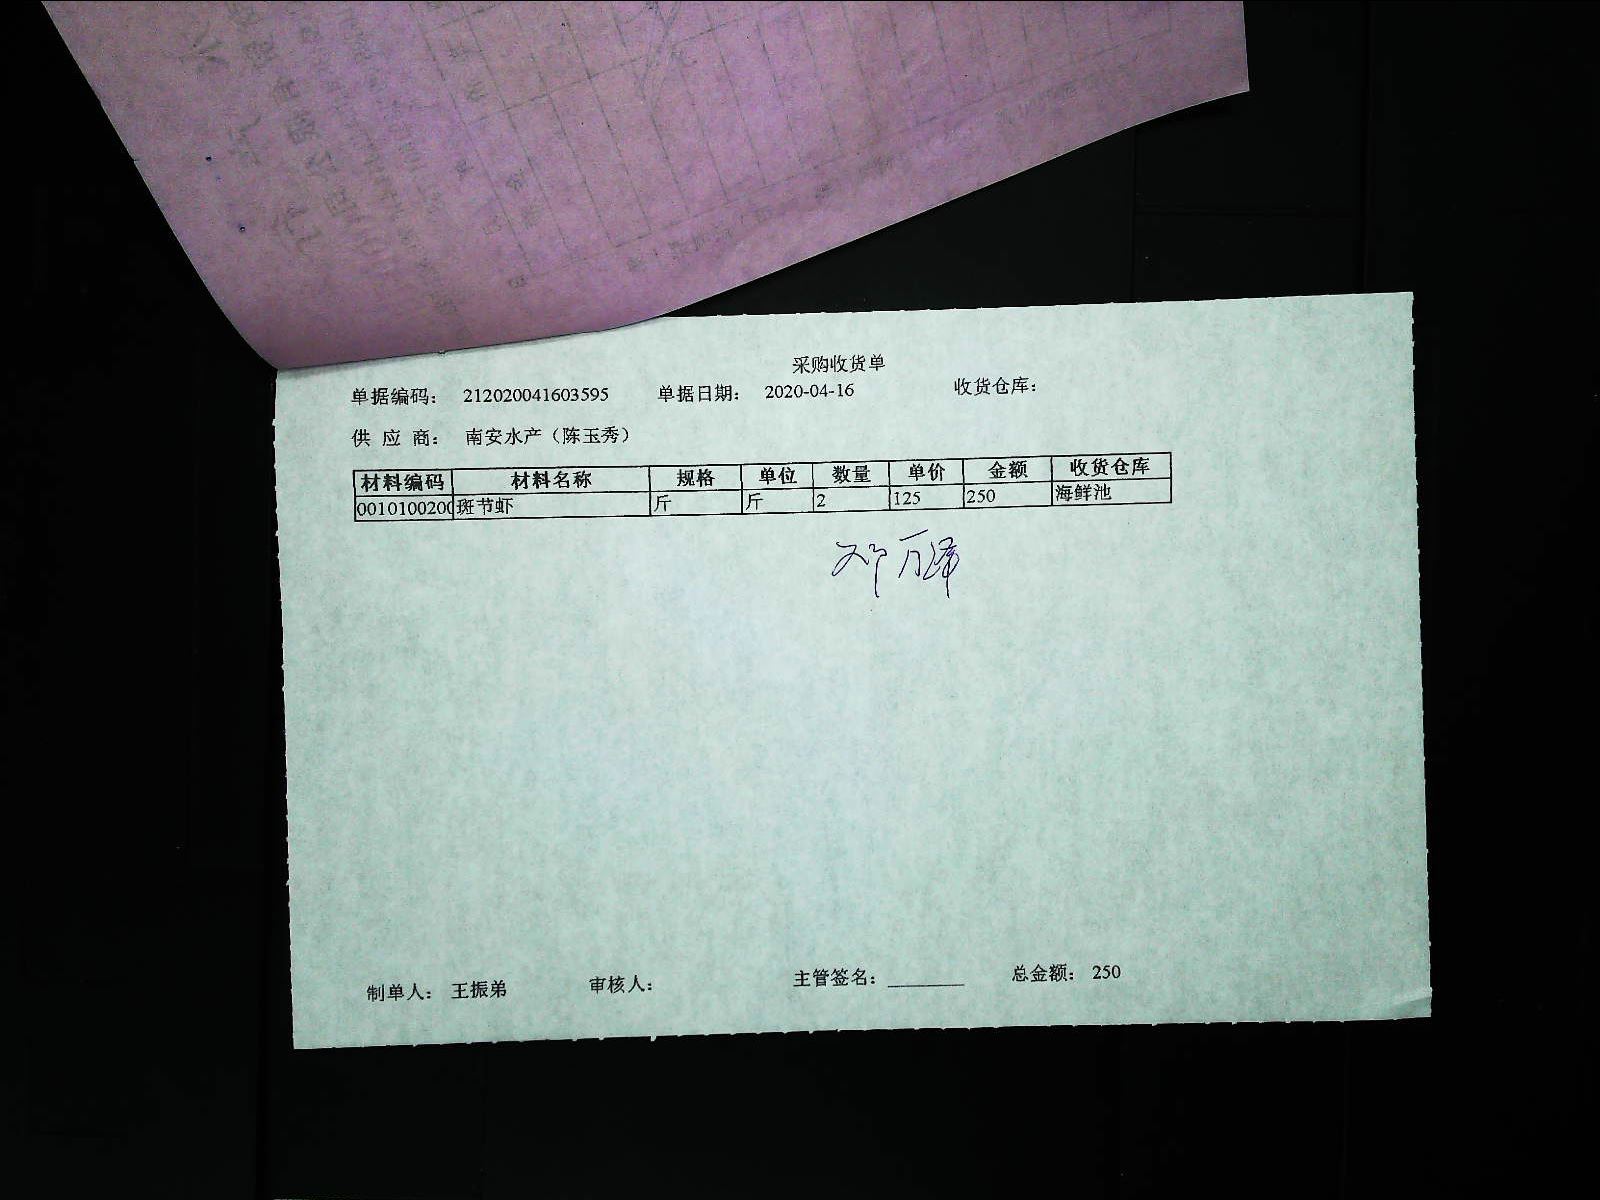 采购收货单
单据编码： 212020041603595 单据日期： 2020-04-16 收货仓库：
供 应 商： 南安水产（陈玉秀）
材料编码 材料名称 规格 单位 数量 单价 金额 收货仓库
0010100200 斑节虾 斤 斤 2 125 250 海鲜池
制单人： 王振弟 审核人： 主管签名：________ 总金额： 250